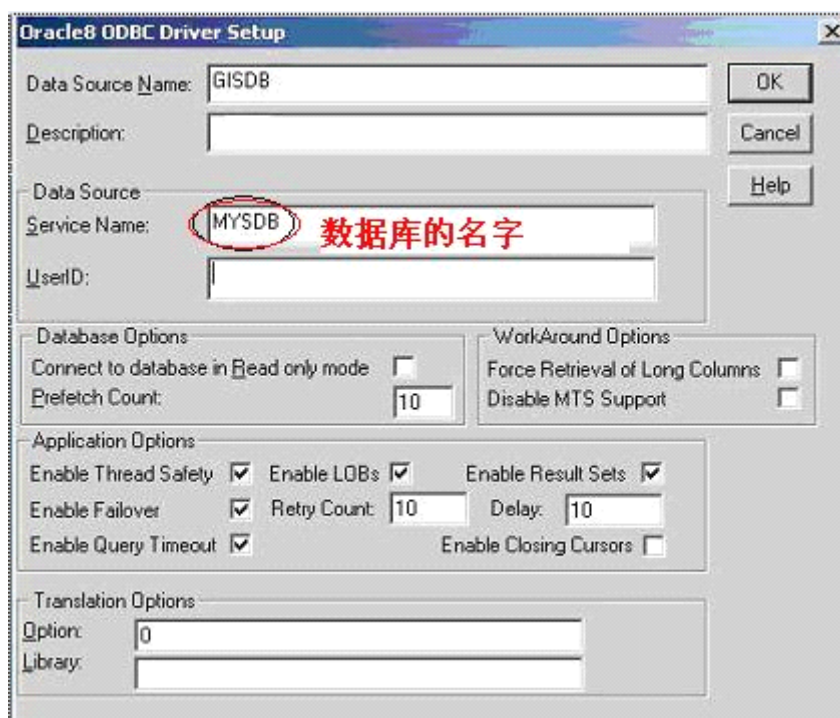 Oracle8 ODBC Driver Setup
Data Source Name: GISDB
OK
Description:
Cancel
Help
Data Source
Service Name: MYSDB 数据库的名字
UserID:
Database Options
Connect to database in Read only mode
Prefetch Count: 10
WorkAround Options
Force Retrieval of Long Columns
Disable MTS Support
Application Options
Enable Thread Safety Enable LOBs Enable Result Sets
Enable Failover Retry Count: 10 Delay: 10
Enable Query Timeout Enable Closing Cursors
Translation Options
Option: 0
Library: